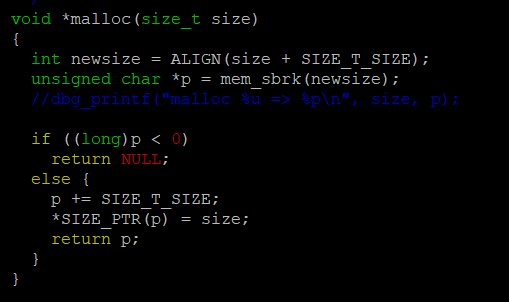 void *malloc(size_t size)
{
  int newsize = ALIGN(size + SIZE_T_SIZE);
  unsigned char *p = mem_sbrk(newsize);
  //dbg_printf("malloc %u => %p\n", size, p);

  if ((long)p < 0)
    return NULL;
  else {
    p += SIZE_T_SIZE;
    *SIZE_PTR(p) = size;
    return p;
  }
}